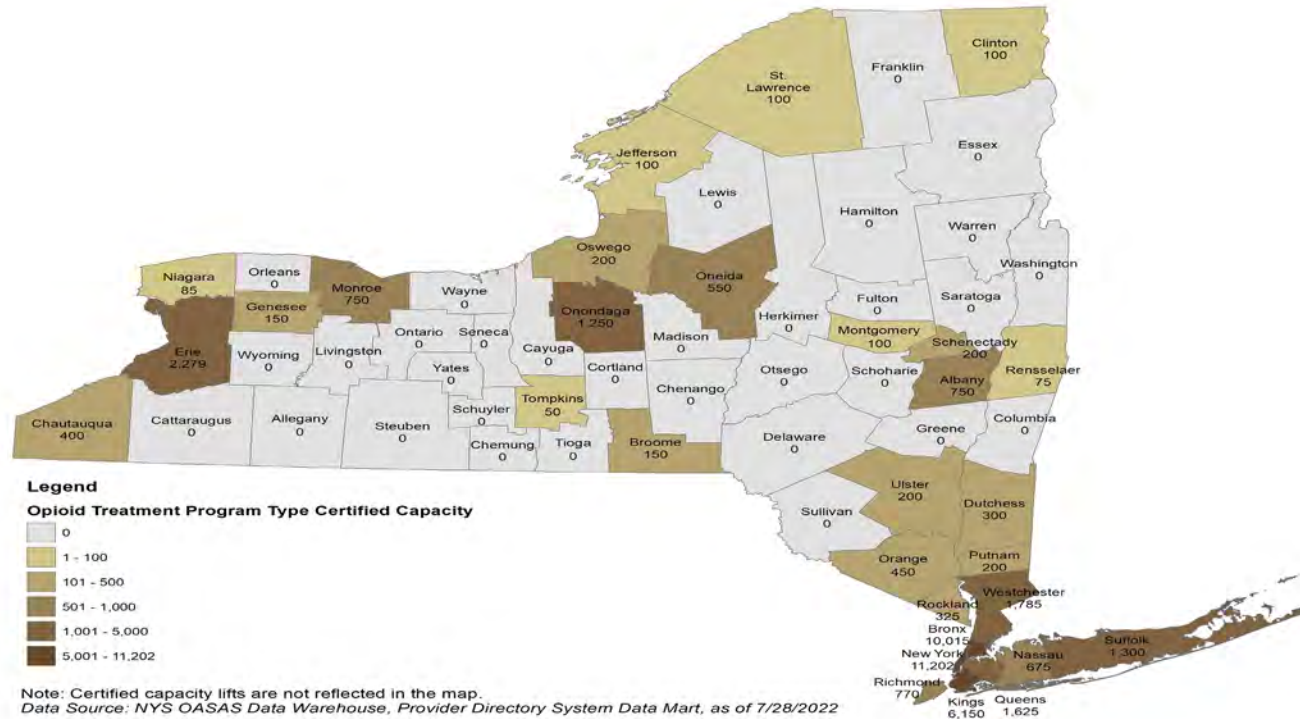 Clinton
100
Franklin
0
St.
Lawrence
100
Essex
0
Jefferson
100
Lewis
0
Hamilton
0
Warren
0
Washington
0
Oswego
200
Oneida
550
Herkimer
0
Fulton
0
Saratoga
0
Niagara
85
Orleans
0
Monroe
750
Wayne
0
Genesee
150
Onondaga
1,250
Madison
0
Montgomery
100
Schenectady
200
Rensselaer
75
Erie
2,279
Wyoming
0
Livingston
0
Ontario
0
Seneca
0
Cayuga
0
Yates
0
Cortland
0
Chenango
0
Otsego
0
Schoharie
0
Albany
750
Chautauqua
400
Cattaraugus
0
Allegany
0
Steuben
0
Schuyler
0
Tompkins
50
Chemung
0
Tioga
0
Broome
150
Delaware
0
Greene
0
Columbia
0
Ulster
200
Dutchess
300
Sullivan
0
Orange
450
Putnam
200
Westchester
1,785
Rockland
325
Bronx
10,015
New York
11,202
Richmond
770
Kings
6,150
Queens
1,625
Nassau
675
Suffolk
1,300
Legend
Opioid Treatment Program Type Certified Capacity
0
1 - 100
101 - 500
501 - 1,000
1,001 - 5,000
5,001 - 11,202
Note: Certified capacity lifts are not reflected in the map.
Data Source: NYS OASAS Data Warehouse, Provider Directory System Data Mart, as of 7/28/2022